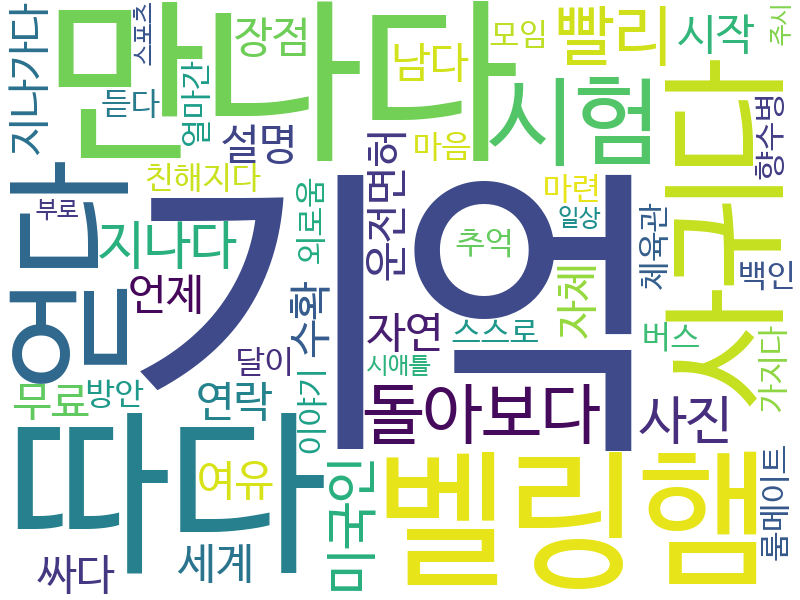 지나가다
만나다
스포츠
장점
남다
모임
빨리
시작
주시
듣다
얼마간
설명
시험
사귀다
향수병
친해지다
마음
운전면허
얻다
부로
기억
외로움
마련
일상
체육관
지나다
추억
언제
수확
자연
스스로
자체
백인
버스
달이
시애틀
가지다
무료
방안
연락
이야기
돌아보다
사진
따다
여유
미국인
벨링햄
룸메이트
싸다
세계